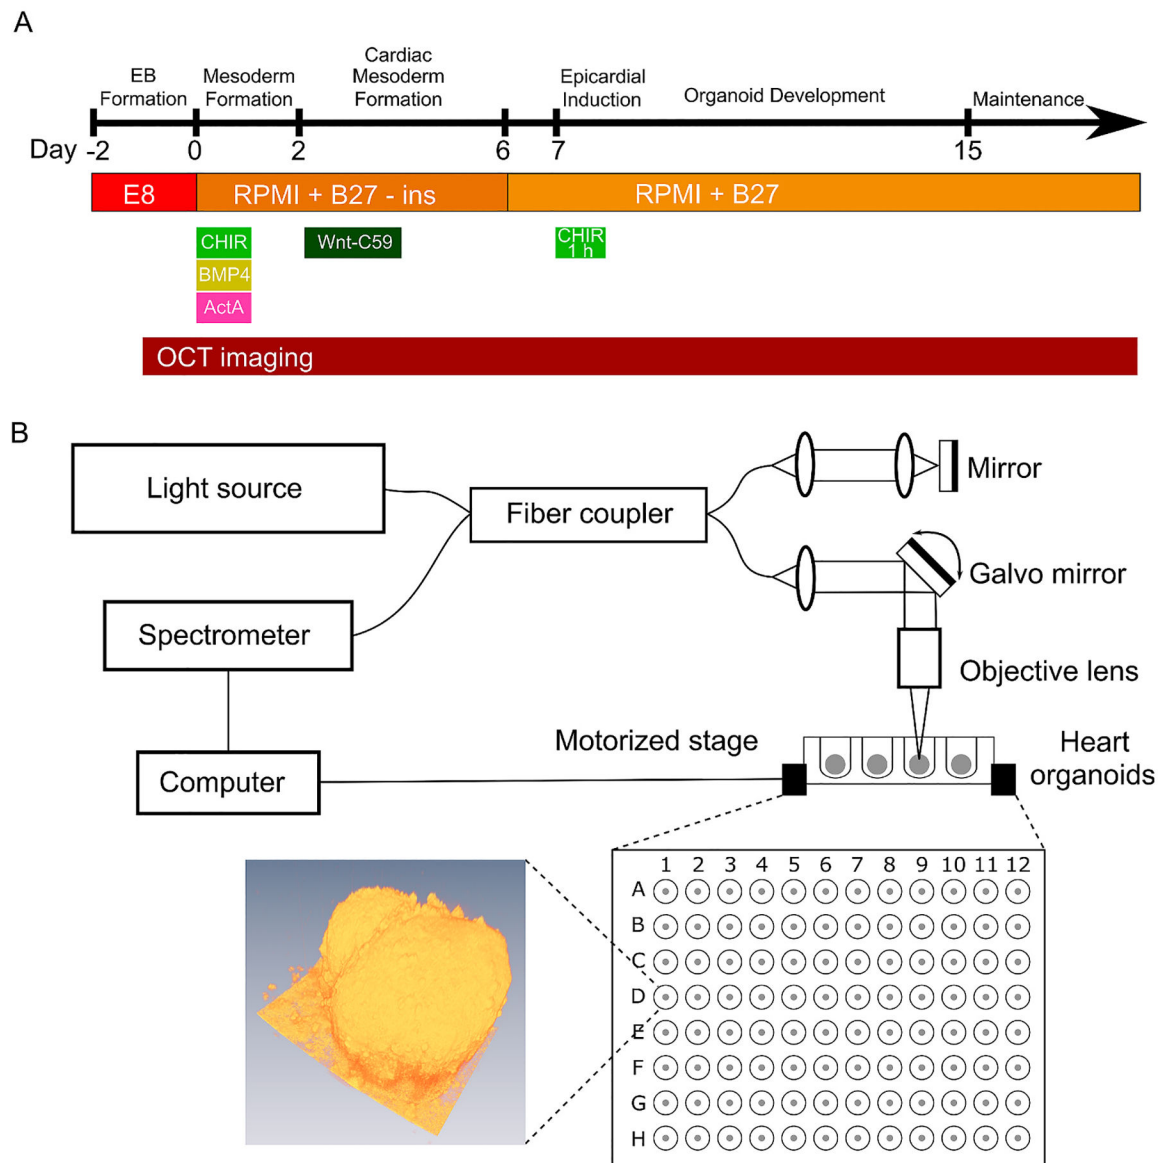 A
EB
Formation
Mesoderm
Formation
Cardiac
Mesoderm
Formation
Epicardial
Induction
Organoid Development
Maintenance
Day -2 0 2 6 7 15
E8
RPMI + B27 - ins
RPMI + B27
CHIR
BMP4
ActA
Wnt-C59
CHIR
1 h
OCT imaging
B
Light source
Fiber coupler
Mirror
Galvo mirror
Spectrometer
Objective lens
Motorized stage
Heart
organoids
Computer
1 2 3 4 5 6 7 8 9 10 11 12
A
B
C
D
E
F
G
H